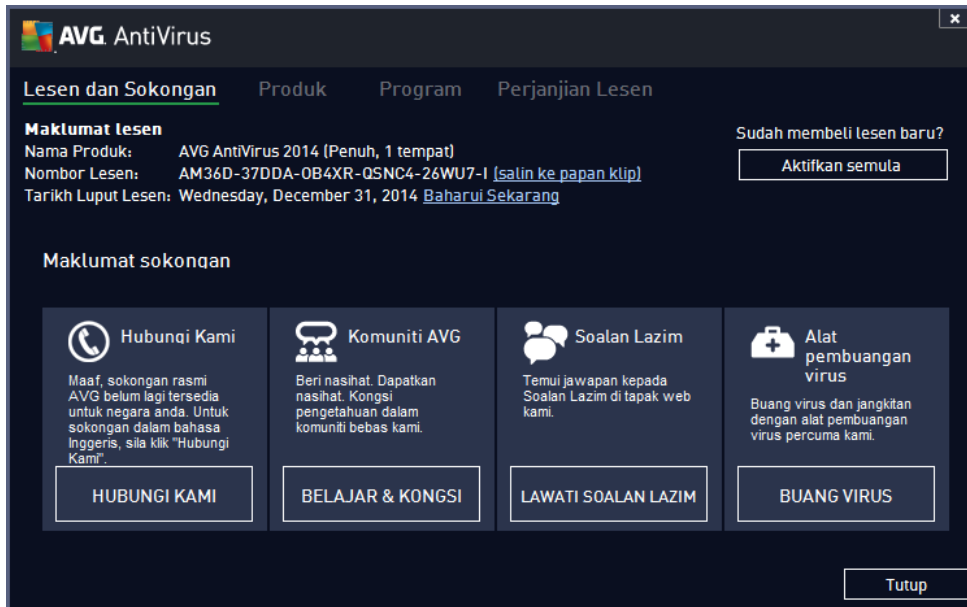 AVG AntiVirus
x
Lesen dan Sokongan Produk Program Perjanjian Lesen
Maklumat lesen
Nama Produk: AVG AntiVirus 2014 (Penuh, 1 tempat)
Nombor Lesen: AM36D-37DDA-0B4XR-QSNC4-26WU7-I (salin ke papan klip)
Tarikh Luput Lesen: Wednesday, December 31, 2014 Baharui Sekarang
Sudah membeli lesen baru?
Aktifkan semula
Maklumat sokongan
Hubungi Kami
Maaf, sokongan rasmi
AVG belum lagi tersedia
untuk negara anda. Untuk
sokongan dalam bahasa
Inggeris, sila klik "Hubungi
Kami".
HUBUNGI KAMI
Komuniti AVG
Beri nasihat. Dapatkan
nasihat. Kongsi
pengetahuan dalam
komuniti bebas kami.
BELAJAR & KONGSI
Soalan Lazim
Temui jawapan kepada
Soalan Lazim di tapak web
kami.
LAWATI SOALAN LAZIM
Alat
pembuangan
virus
Buang virus dan jangkitan
dengan alat pembuangan
virus percuma kami.
BUANG VIRUS
Tutup